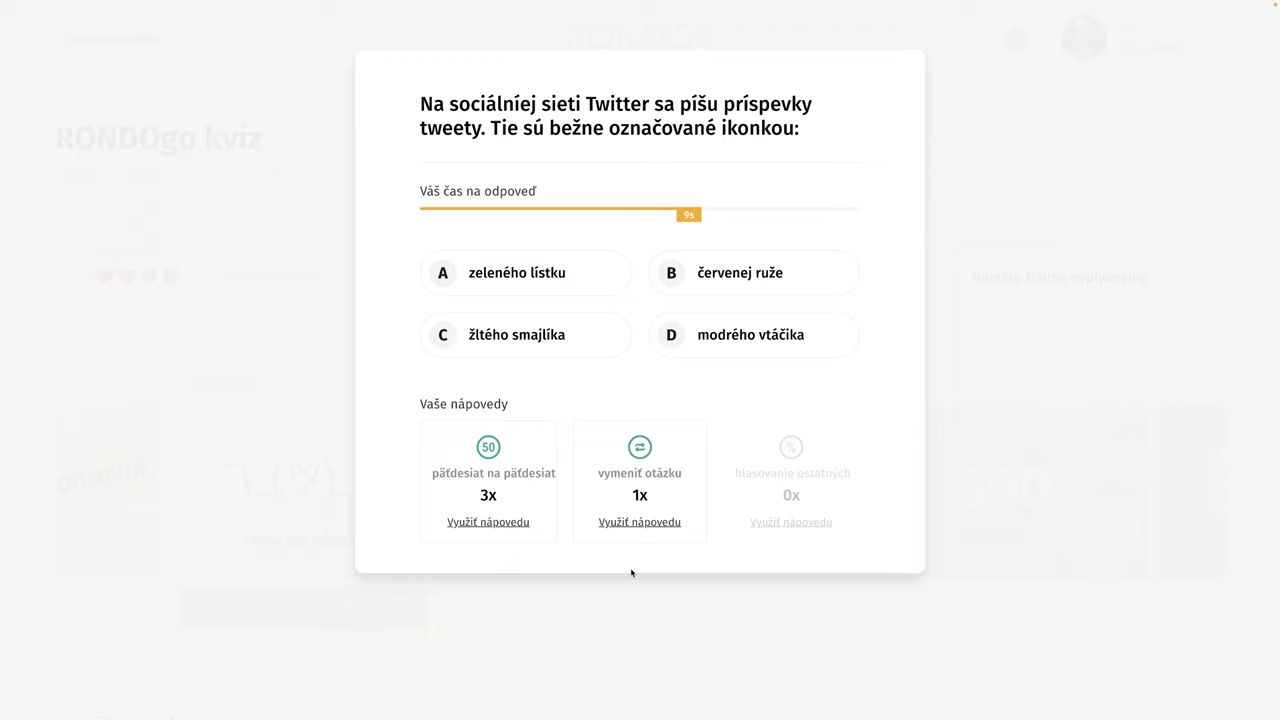 Na sociálníej sieti Twitter sa píšu príspevky
tweety. Tie sú bežne označované ikonkou:
Váš čas na odpoveď
9s
A zeleného lístku
B červenej ruže
C žltého smajlíka
D modrého vtáčika
Vaše nápovedy
50
%
päťdesiat na päťdesiat
vymeniť otázku
hlasovanie ostatných
3x
1x
0x
Využiť nápovedu
Využiť nápovedu
Využiť nápovedu
RONDOgo kvíz